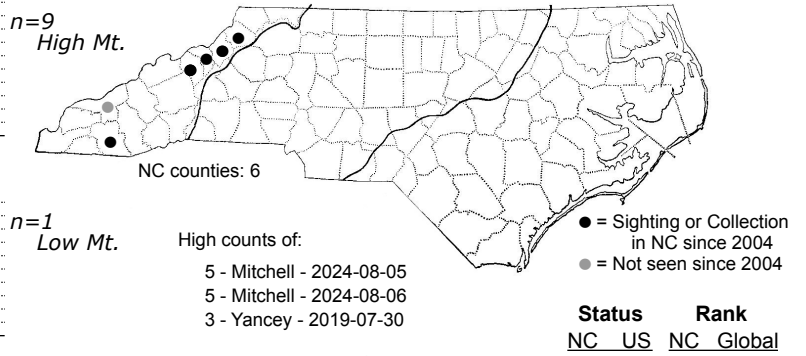 n=9
High Mt.
NC counties: 6
n=1
Low Mt.
High counts of:
5 - Mitchell - 2024-08-05
5 - Mitchell - 2024-08-06
3 - Yancey - 2019-07-30
= Sighting or Collection
in NC since 2004
= Not seen since 2004
Status Rank
NC US NC Global